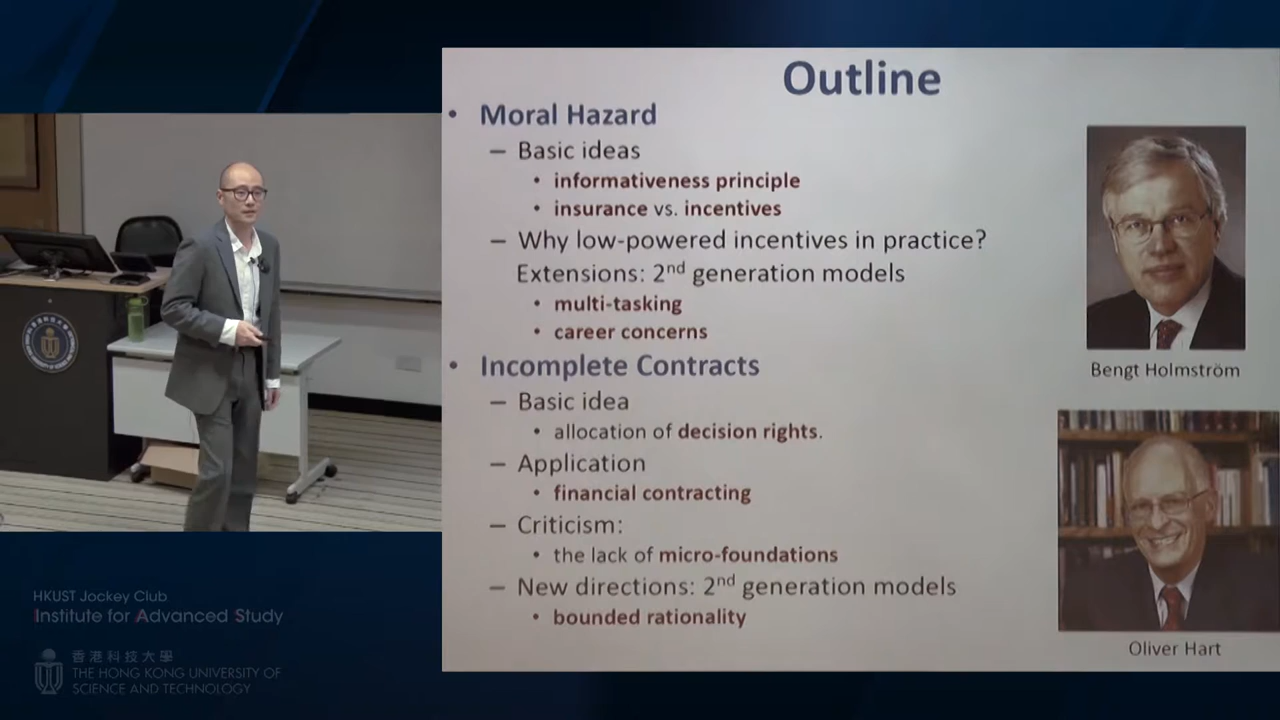 Outline
• Moral Hazard
– Basic ideas
• informativeness principle
• insurance vs. incentives
– Why low-powered incentives in practice?
Extensions: 2nd generation models
• multi-tasking
• career concerns
• Incomplete Contracts
– Basic idea
• allocation of decision rights.
– Application
• financial contracting
– Criticism:
• the lack of micro-foundations
– New directions: 2nd generation models
• bounded rationality
Bengt Holmström
Oliver Hart
HKUST Jockey Club
Institute for Advanced Study
香港科技大學
THE HONG KONG UNIVERSITY OF
SCIENCE AND TECHNOLOGY